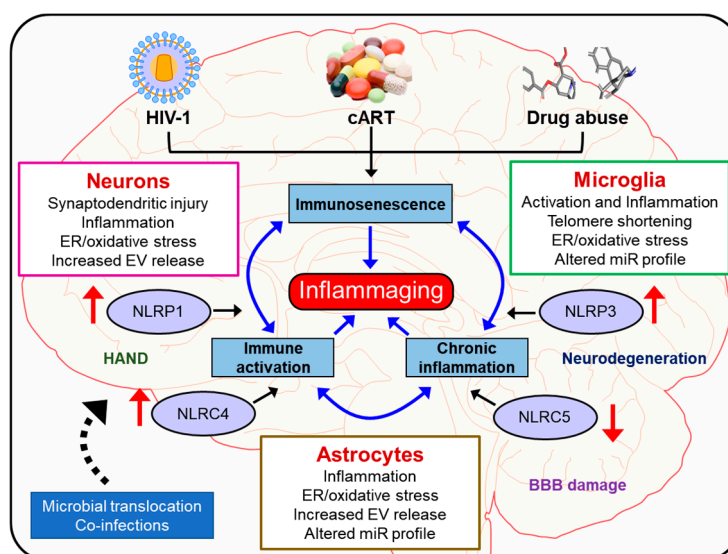 HIV-1
cART
Drug abuse
Neurons
Synaptodendritic injury
Inflammation
ER/oxidative stress
Increased EV release
Immunosenescence
Microglia
Activation and Inflammation
Telomere shortening
ER/oxidative stress
Altered miR profile
Inflammaging
NLRP1
NLRP3
HAND
Immune
activation
Chronic
inflammation
Neurodegeneration
NLRC4
NLRC5
Astrocytes
Inflammation
ER/oxidative stress
Increased EV release
Altered miR profile
BBB damage
Microbial translocation
Co-infections